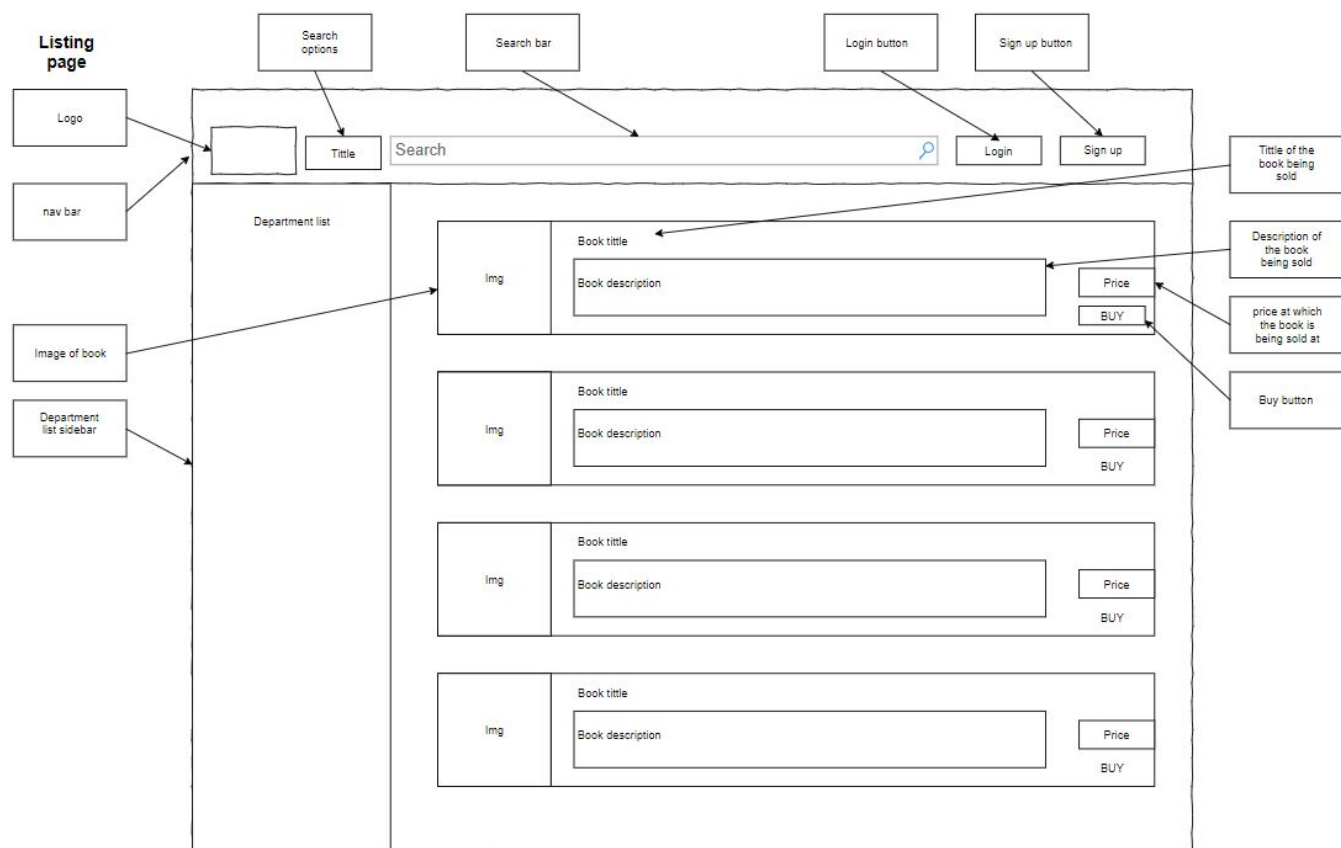 Listing
page
Search
options
Search bar
Login button
Sign up button
Logo
nav bar
Image of book
Department
list sidebar
Tittle
Search
Login
Sign up
Department list
Img
Book tittle
Book description
Price
BUY
Img
Book tittle
Book description
Price
BUY
Img
Book tittle
Book description
Price
BUY
Img
Book tittle
Book description
Price
BUY
Tittle of the
book being
sold
Description of
the book
being sold
price at which
the book is
being sold at
Buy button